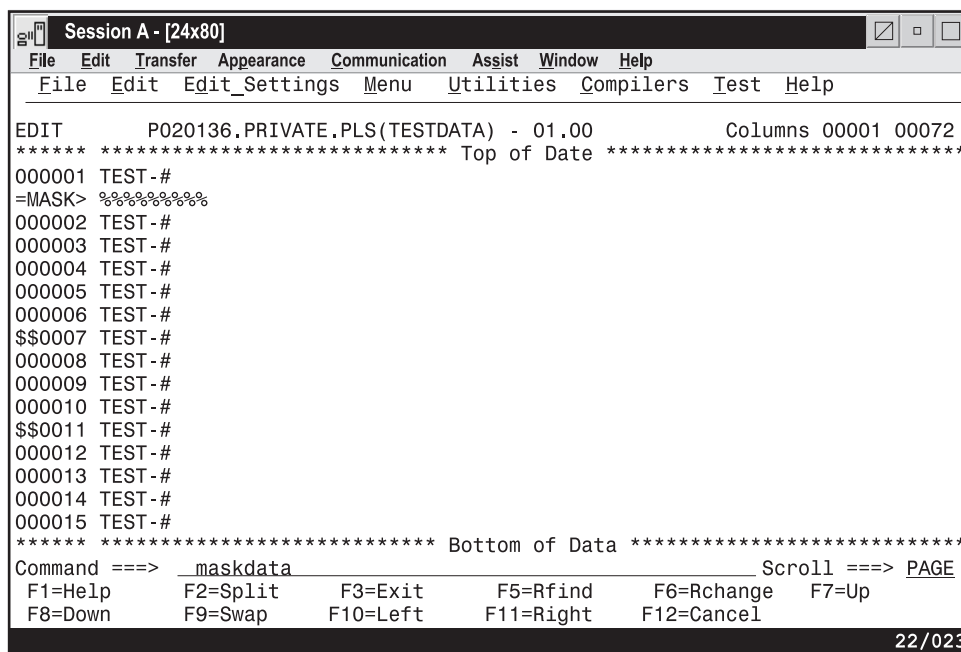 Session A - [24x80]
File Edit Transfer Appearance Communication Assist Window Help
File Edit Edit_Settings Menu Utilities Compilers Test Help
EDIT PO20136.PRIVATE.PLS(TESTDATA) - 01.00 Columns 00001 00072
****** ***************************** Top of Date ******************************
000001 TEST-#
=MASK> %%%%%%%%%
000002 TEST-#
000003 TEST-#
000004 TEST-#
000005 TEST-#
000006 TEST-#
$$0007 TEST-#
000008 TEST-#
000009 TEST-#
000010 TEST-#
$$0011 TEST-#
000012 TEST-#
000013 TEST-#
000014 TEST-#
000015 TEST-#
****** **************************** Bottom of Data ****************************
Command ===> maskdata Scroll ===> PAGE
F1=Help F2=Split F3=Exit F5=Rfind F6=Rchange F7=Up
F8=Down F9=Swap F10=Left F11=Right F12=Cancel
22/023